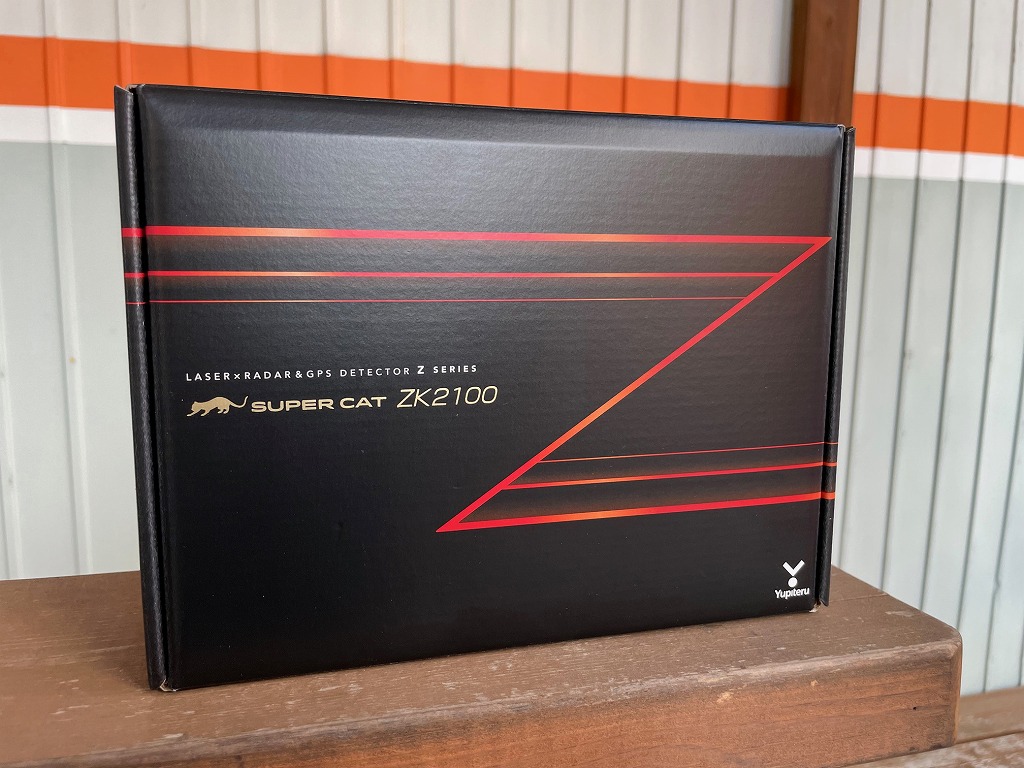 LASER×RADAR&GPS DETECTOR Z SERIES
SUPER CAT ZK2100
Yupiteru